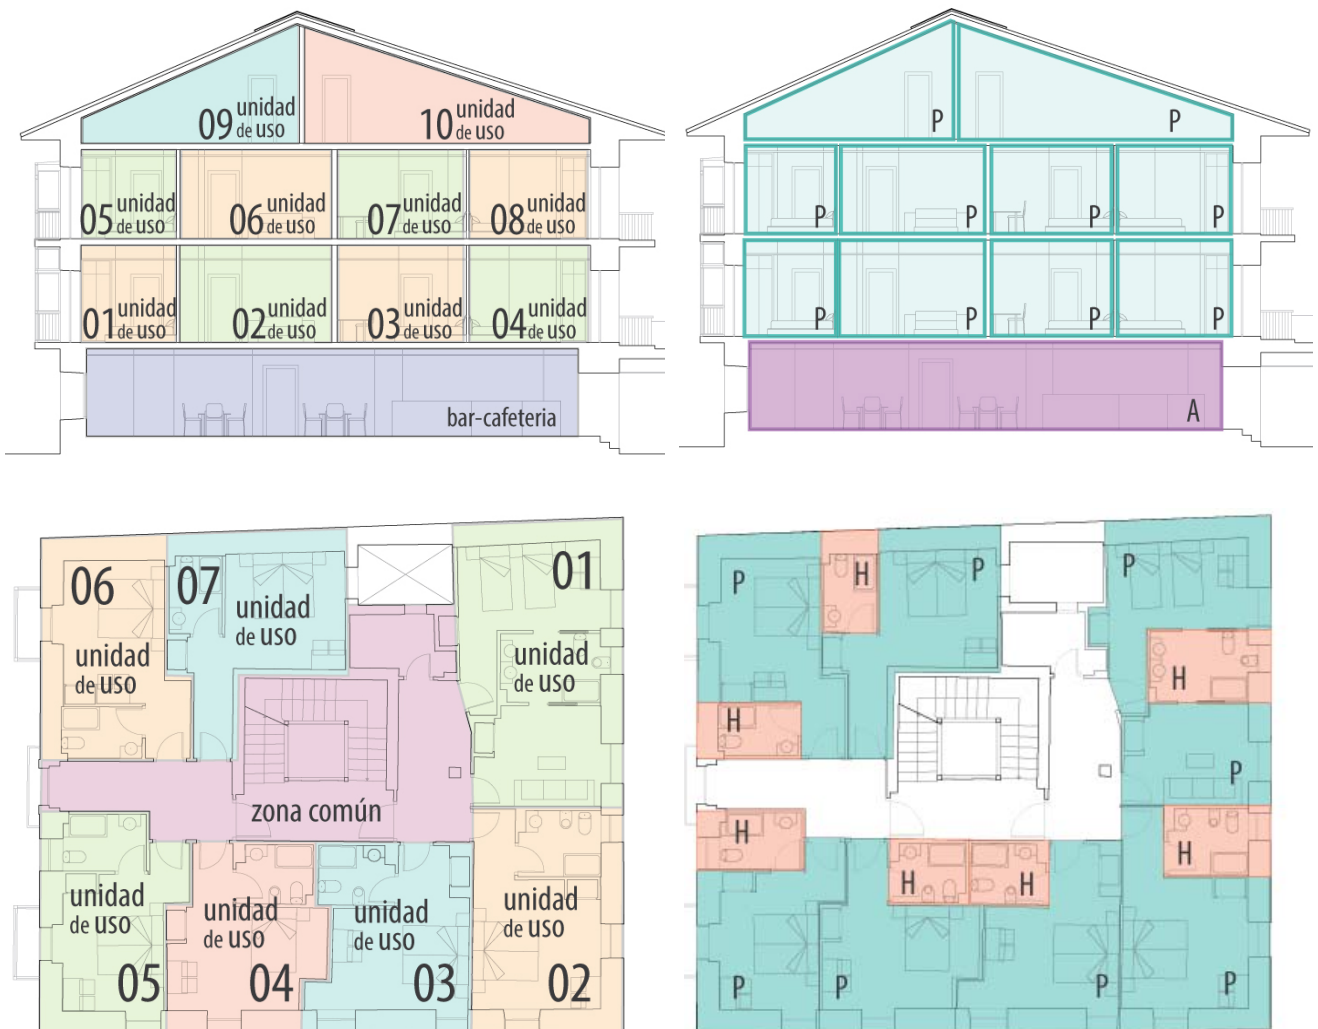 09 unidad de uso
10 unidad de uso
05 unidad de uso
06 unidad de uso
07 unidad de uso
08 unidad de uso
01 unidad de uso
02 unidad de uso
03 unidad de uso
04 unidad de uso
bar-cafeteria
P
P
P
P
P
P
P
P
P
P
A
06
unidad
de uso
07
unidad
de uso
01
unidad
de uso
zona común
unidad
de uso
05
unidad
de uso
04
unidad
de uso
03
unidad
de uso
02
P
H
P
P
H
H
P
H
H
H
H
P
P
P
P